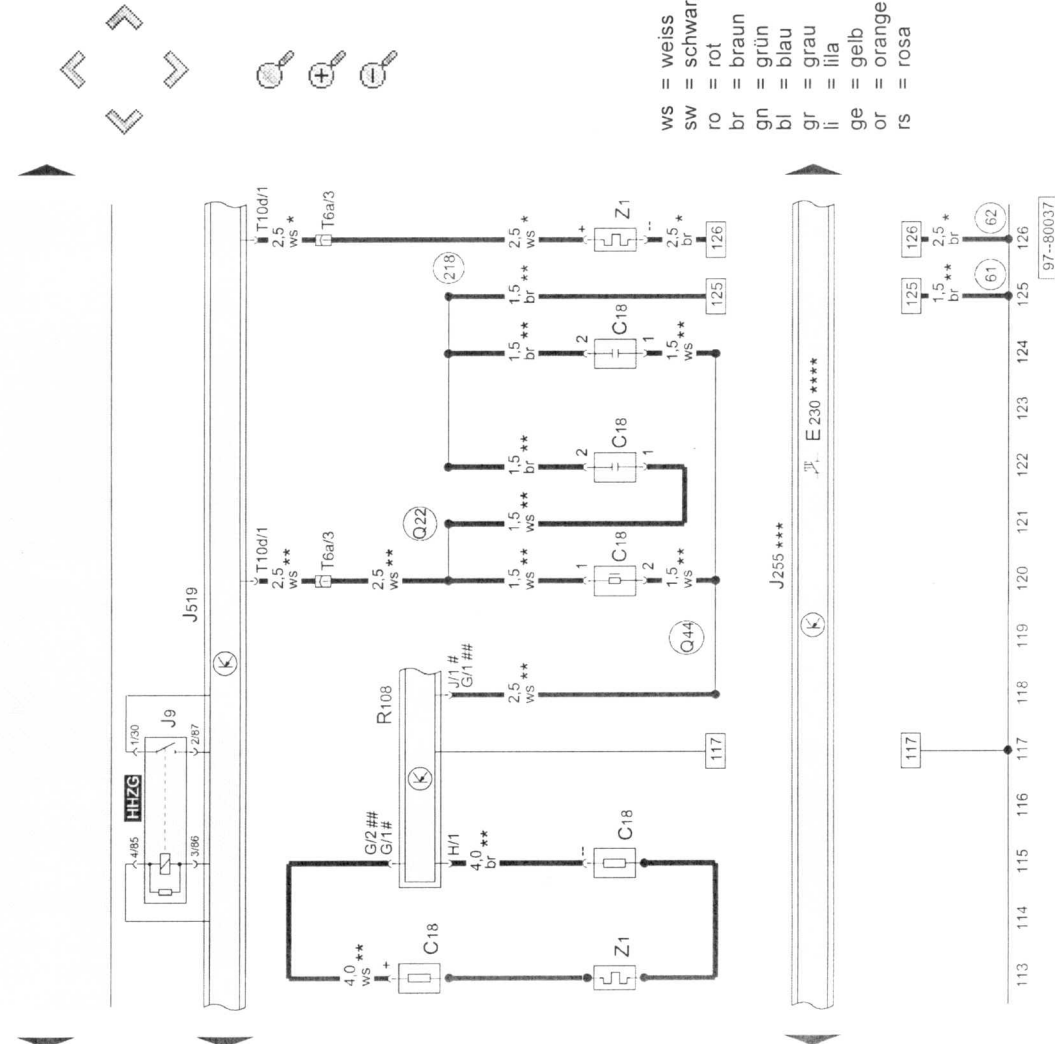 HHZG
4/85
1/30
J9
3/86
2/87
J519
T10d/1
2,5 **
ws
T6a/3
2,5 **
ws
T10d/1
2,5 *
ws
T6a/3
R108
G/2 ##
G/1#
H/1
4,0 **
br
4,0 **
ws
+
C18
J/1 #
G/1 ##
2,5 **
ws
117
Q22
218
1,5 **
ws
1,5 **
ws
1,5 **
br
1,5 **
br
1,5 **
br
2,5 *
ws
Z1
--
C18
1
C18
2
1,5 **
ws
2
C18
1
2
C18
1
1,5 **
ws
+
Z1
--
2,5 *
br
Q44
125
126
J255 ***
E 230 ****
117
125
1,5 **
br
61
126
2,5 *
br
62
113 114 115 116 117 118 119 120 121 122 123 124 125 126
97--80037
ws = weiss
sw = schwar
ro = rot
br = braun
gn = grün
bl = blau
gr = grau
li = lila
ge = gelb
or = orange
rs = rosa